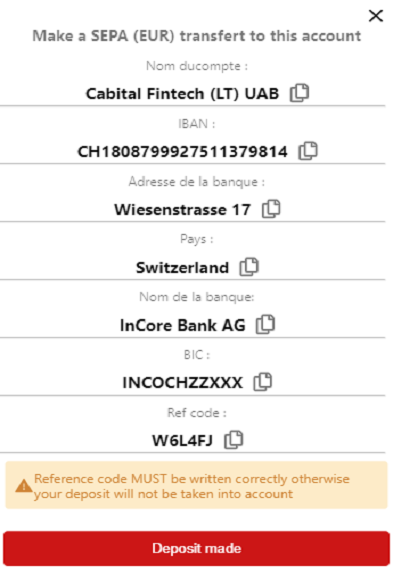 Make a SEPA (EUR) transfert to this account
Nom ducompte :
Cabital Fintech (LT) UAB
IBAN :
CH1808799927511379814
Adresse de la banque :
Wiesenstrasse 17
Pays :
Switzerland
Nom de la banque:
InCore Bank AG
BIC :
INCOCHZZXXX
Ref code :
W6L4FJ
Reference code MUST be written correctly otherwise
your deposit will not be taken into account
Deposit made